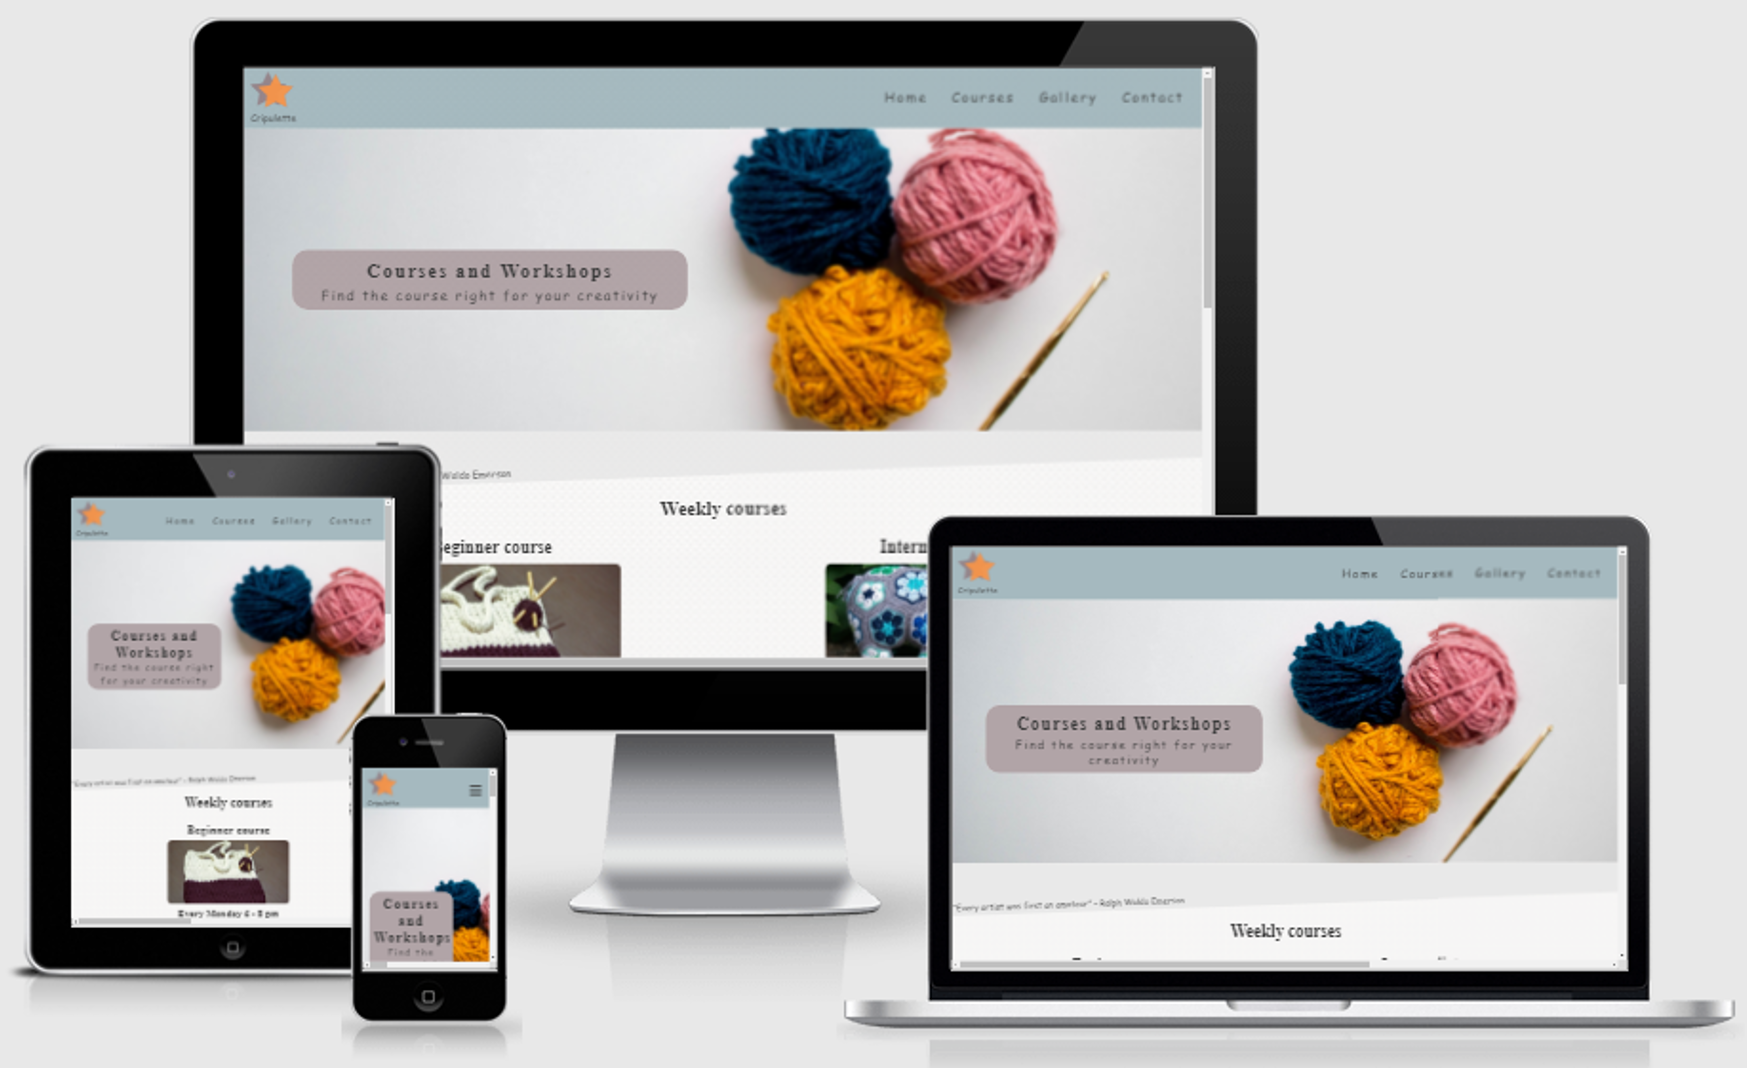 Cripulette
Home Courses Gallery Contact
Courses and Workshops
Find the course right for your creativity
Waldo Emerson
Weekly courses
eginner course
Intern
Cripulette
Home Courses Gallery Contact
Courses and
Workshops
Find the course right
for your creativity
"Every artist was first an amateur" - Ralph Waldo Emerson
Weekly courses
Beginner course
Every Monday 6 - 8 pm
Cripulette
Courses
and
Workshops
Find the
Cripulette
Home Courses Gallery Contact
Courses and Workshops
Find the course right for your
creativity
"Every artist was first an amateur" - Ralph Waldo Emerson
Weekly courses